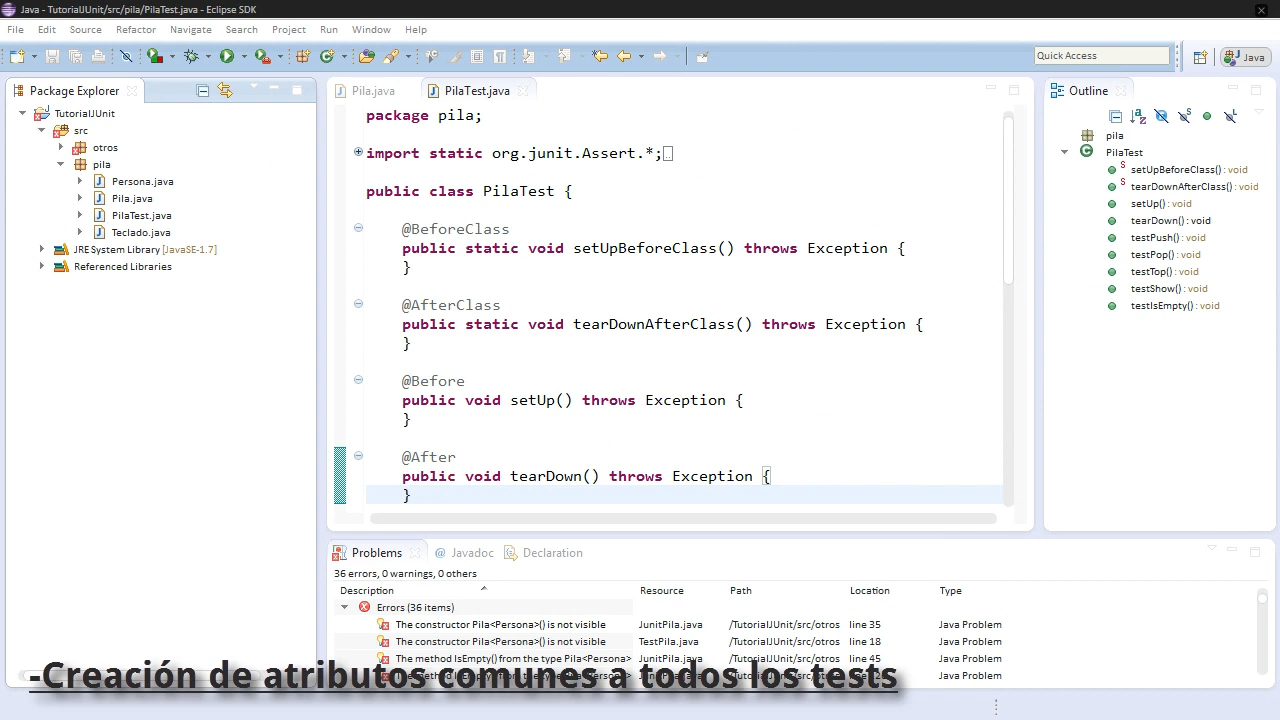 Java - TutorialJUnit/src/pila/PilaTest.java - Eclipse SDK
File Edit Source Refactor Navigate Search Project Run Window Help
Quick Access
Java
Package Explorer
TutorialJUnit
src
otros
pila
Persona.java
Pila.java
PilaTest.java
Teclado.java
JRE System Library [JavaSE-1.7]
Referenced Libraries
Pila.java
PilaTest.java
package pila;
import static org.junit.Assert.*;
public class PilaTest {
@BeforeClass
public static void setUpBeforeClass() throws Exception {
}
@AfterClass
public static void tearDownAfterClass() throws Exception {
}
@Before
public void setUp() throws Exception {
}
@After
public void tearDown() throws Exception {
}
Outline
pila
PilaTest
setUpBeforeClass() : void
tearDownAfterClass() : void
setUp() : void
tearDown() : void
testPush() : void
testPop() : void
testTop() : void
testShow() : void
testIsEmpty() : void
Problems @ Javadoc Declaration
36 errors, 0 warnings, 0 others
Description Resource Path Location Type
Errors (36 items)
The constructor Pila<Persona>() is not visible JunitPila.java /TutorialJUnit/src/otros line 35 Java Problem
The constructor Pila<Persona>() is not visible TestPila.java /TutorialJUnit/src/otros line 18 Java Problem
The method IsEmpty() from the type Pila<Persona> JunitPila.java /TutorialJUnit/src/otros line 45 Java Problem
Java Problem
-Creación de atributos comunes a todos los tests